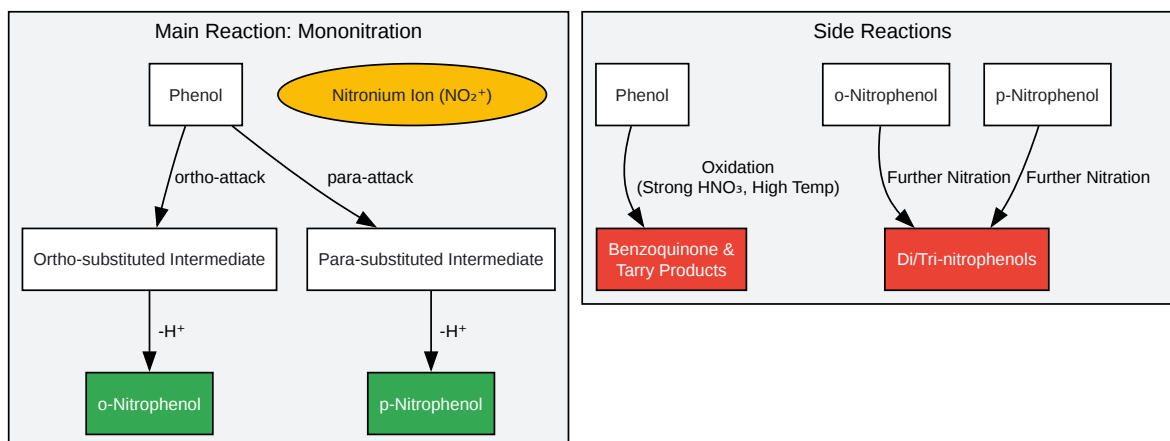 Main Reaction: Mononitration
Phenol
Nitronium Ion (NO₂⁺)
ortho-attack
para-attack
Ortho-substituted Intermediate
Para-substituted Intermediate
-H⁺
-H⁺
o-Nitrophenol
p-Nitrophenol
Side Reactions
Phenol
o-Nitrophenol
p-Nitrophenol
Oxidation
(Strong HNO₃, High Temp)
Further Nitration
Further Nitration
Benzoquinone &
Tarry Products
Di/Tri-nitrophenols